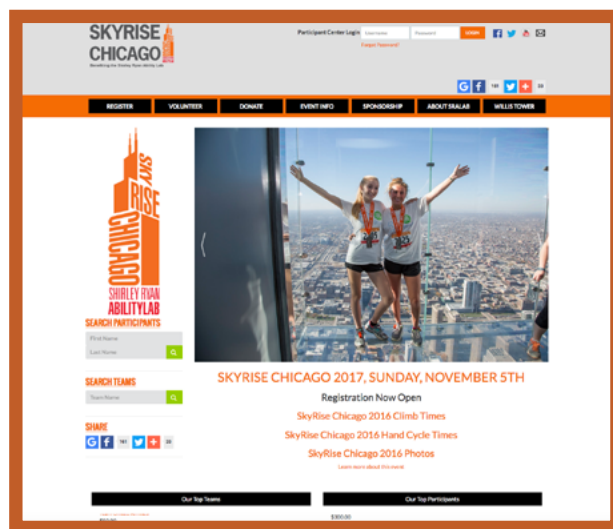 SKYRISE
CHICAGO
Benefiting the Shirley Ryan AbilityLab
Participant Center Login Username Password LOGIN
Forgot Password?
REGISTER VOLUNTEER DONATE EVENT INFO SPONSORSHIP ABOUT SRALAB WILLIS TOWER
SKY
RISE
CHICAGO
SHIRLEY RYAN
ABILITYLAB
SEARCH PARTICIPANTS
First Name
Last Name
SEARCH TEAMS
Team Name
SHARE
SKYRISE CHICAGO 2017, SUNDAY, NOVEMBER 5TH
Registration Now Open
SkyRise Chicago 2016 Climb Times
SkyRise Chicago 2016 Hand Cycle Times
SkyRise Chicago 2016 Photos
Learn more about this movie
Our Top Teams Our Top Participants
$300.00